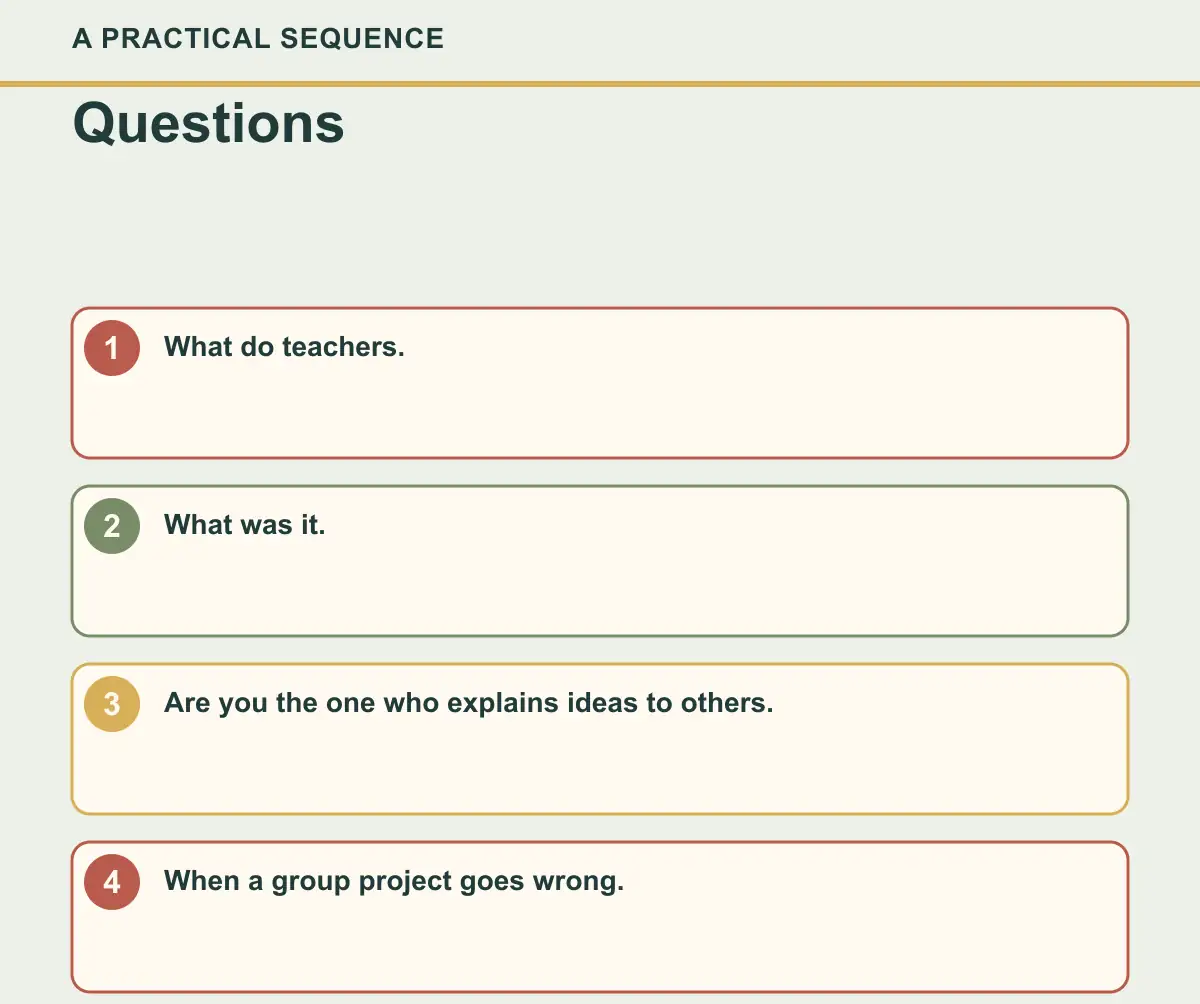 A PRACTICAL SEQUENCE
Questions
1 What do teachers.
2 What was it.
3 Are you the one who explains ideas to others.
4 When a group project goes wrong.